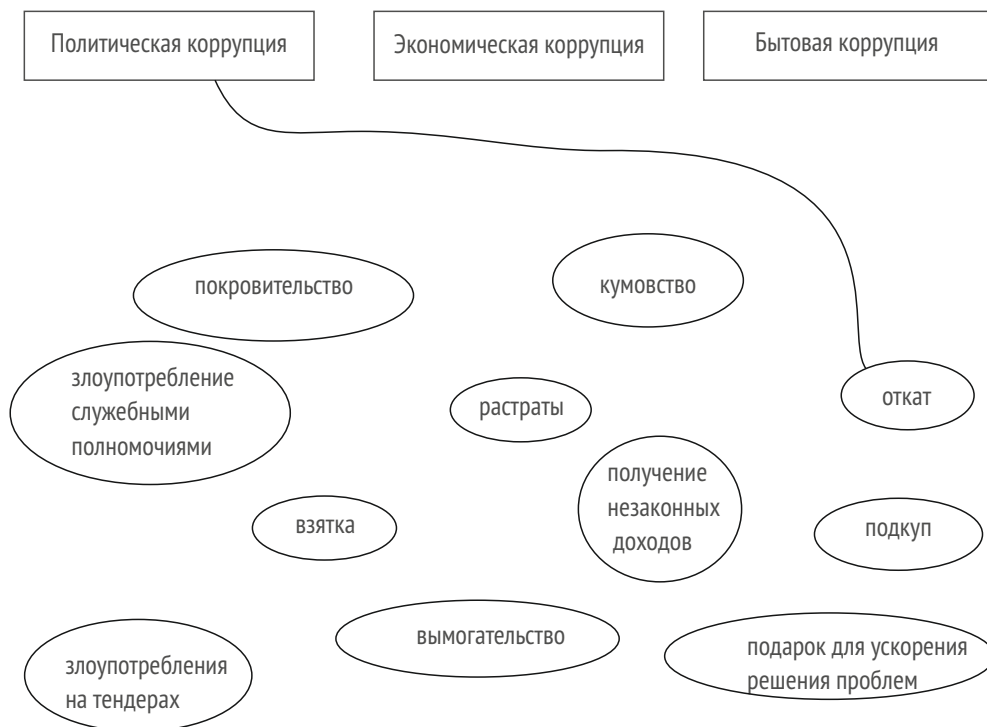 Политическая коррупция
Экономическая коррупция
Бытовая коррупция
покровительство
кумовство
злоупотребление
служебными
полномочиями
растраты
откат
получение
незаконных
доходов
взятка
подкуп
вымогательство
подарок для ускорения
решения проблем
злоупотребления
на тендерах